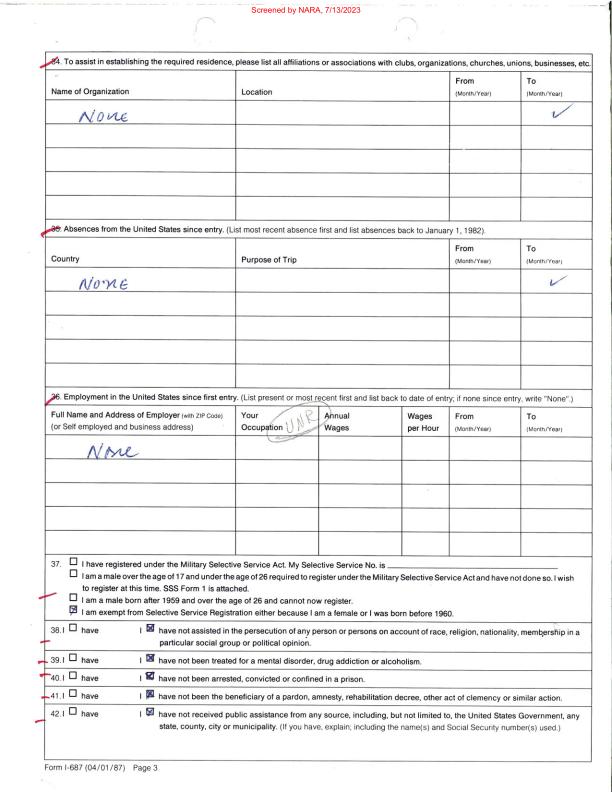 Screened by NARA, 7/13/2023
34. To assist in establishing the required residence, please list all affiliations or associations with clubs, organizations, churches, unions, businesses, etc.
Name of Organization Location From (Month/Year) To (Month/Year)
None ✓
35. Absences from the United States since entry. (List most recent absence first and list absences back to January 1, 1982).
Country Purpose of Trip From (Month/Year) To (Month/Year)
None ✓
36. Employment in the United States since first entry. (List present or most recent first and list back to date of entry; if none since entry, write "None".)
Full Name and Address of Employer (with ZIP Code) Your Annual Wages From To
(or Self employed and business address) Occupation UNR Wages per Hour (Month/Year) (Month/Year)
None
37. ☐ I have registered under the Military Selective Service Act. My Selective Service No. is
☐ I am a male over the age of 17 and under the age of 26 required to register under the Military Selective Service Act and have not done so. I wish
to register at this time. SSS Form 1 is attached.
☐ I am a male born after 1959 and over the age of 26 and cannot now register.
☒ I am exempt from Selective Service Registration either because I am a female or I was born before 1960.
38. I ☐ have I ☒ have not assisted in the persecution of any person or persons on account of race, religion, nationality, membership in a
particular social group or political opinion.
39. I ☐ have I ☒ have not been treated for a mental disorder, drug addiction or alcoholism.
40. I ☐ have I ☒ have not been arrested, convicted or confined in a prison.
41. I ☐ have I ☒ have not been the beneficiary of a pardon, amnesty, rehabilitation decree, other act of clemency or similar action.
42. I ☐ have I ☒ have not received public assistance from any source, including, but not limited to, the United States Government, any
state, county, city or municipality. (If you have, explain; including the name(s) and Social Security number(s) used.)
Form I-687 (04/01/87) Page 3